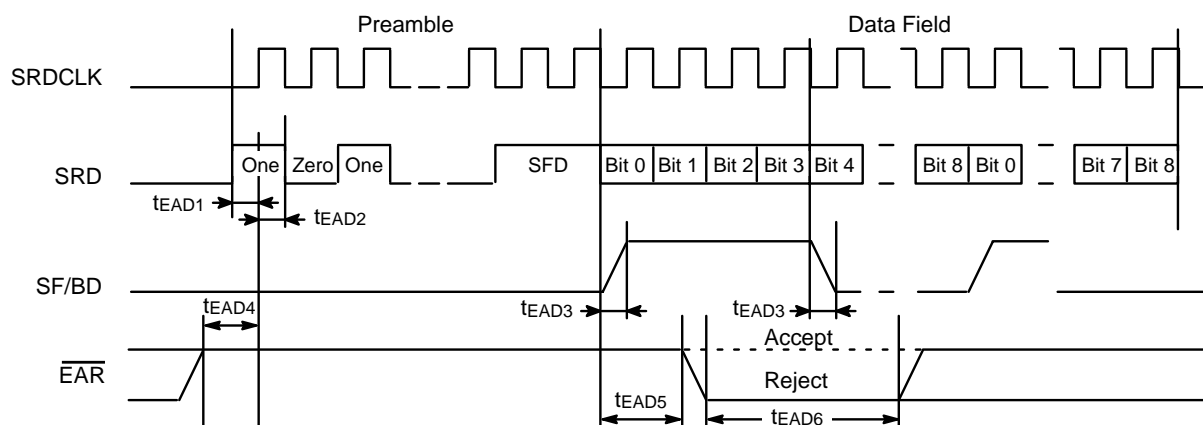 Preamble Data Field
SRDCLK
SRD One Zero One SFD Bit 0 Bit 1 Bit 2 Bit 3 Bit 4 Bit 8 Bit 0 Bit 7 Bit 8
tEAD1
tEAD2
SF/BD
tEAD4 tEAD3 tEAD3
Accept
EAR
Reject
tEAD5 tEAD6